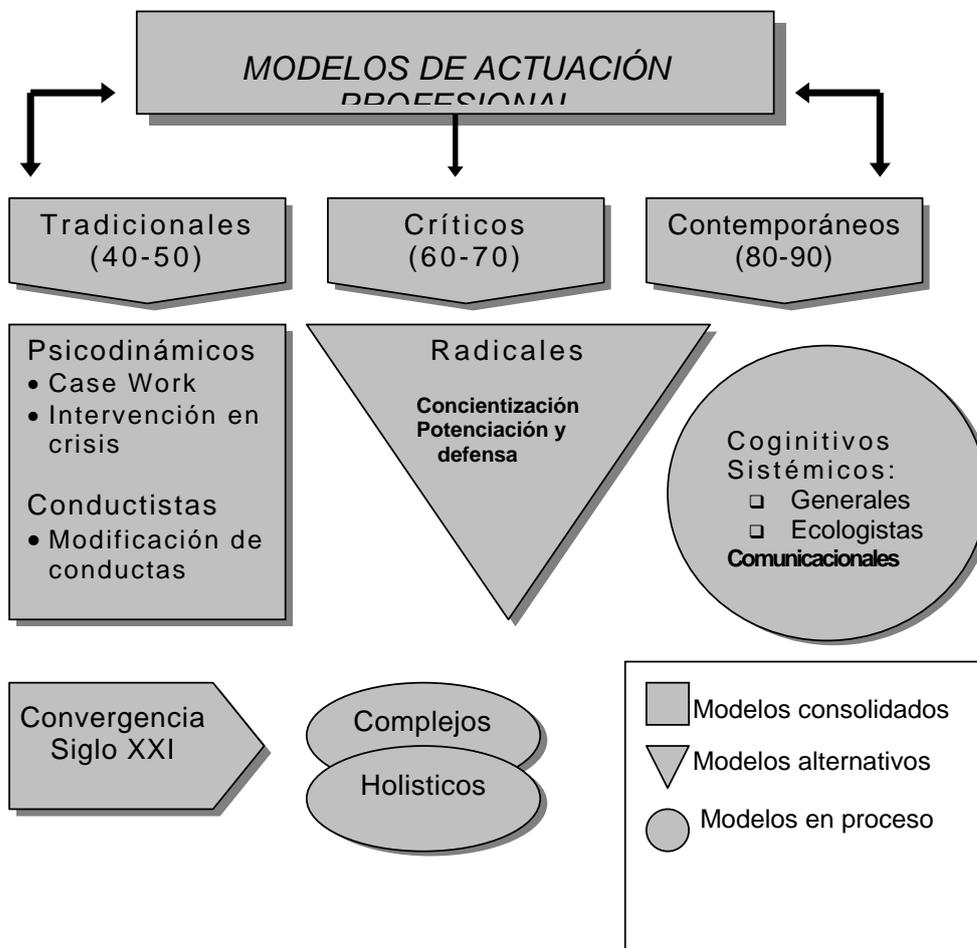 MODELOS DE ACTUACIÓN
PROFESIONAL
Tradicionales
(40-50)
Críticos
(60-70)
Contemporáneos
(80-90)
Psicodinámicos
• Case Work
• Intervención en
crisis
Conductistas
• Modificación de
conductas
Radicales
Concientización
Potenciación y
defensa
Coginitivos
Sistémicos:
❑ Generales
❑ Ecologistas
Comunicacionales
Convergencia
Siglo XXI
Complejos
Holisticos
Modelos consolidados
Modelos alternativos
Modelos en proceso